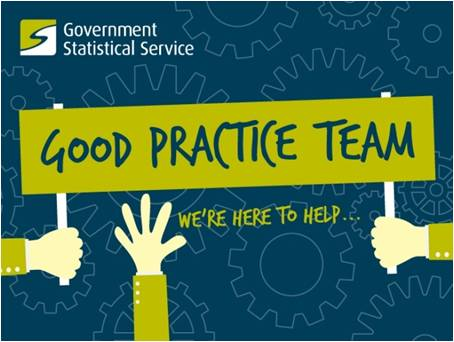 Government
Statistical Service
GOOD PRACTICE TEAM
WE'RE HERE TO HELP...